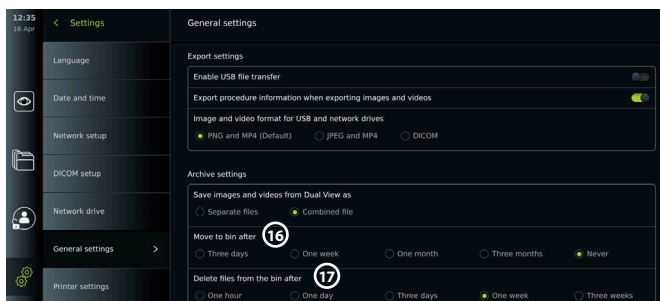 12:35
16 Apr
Settings
General settings
Language
Date and time
Network setup
DICOM setup
Network drive
General settings
Printer settings
Export settings
Enable USB file transfer
Export procedure information when exporting images and videos
Image and video format for USB and network drives
PNG and MP4 (Default) JPEG and MP4 DICOM
Archive settings
Save images and videos from Dual View as
Separate files Combined file
Move to bin after 16
Three days One week One month Three months Never
Delete files from the bin after 17
One hour One day Three days One week Three weeks